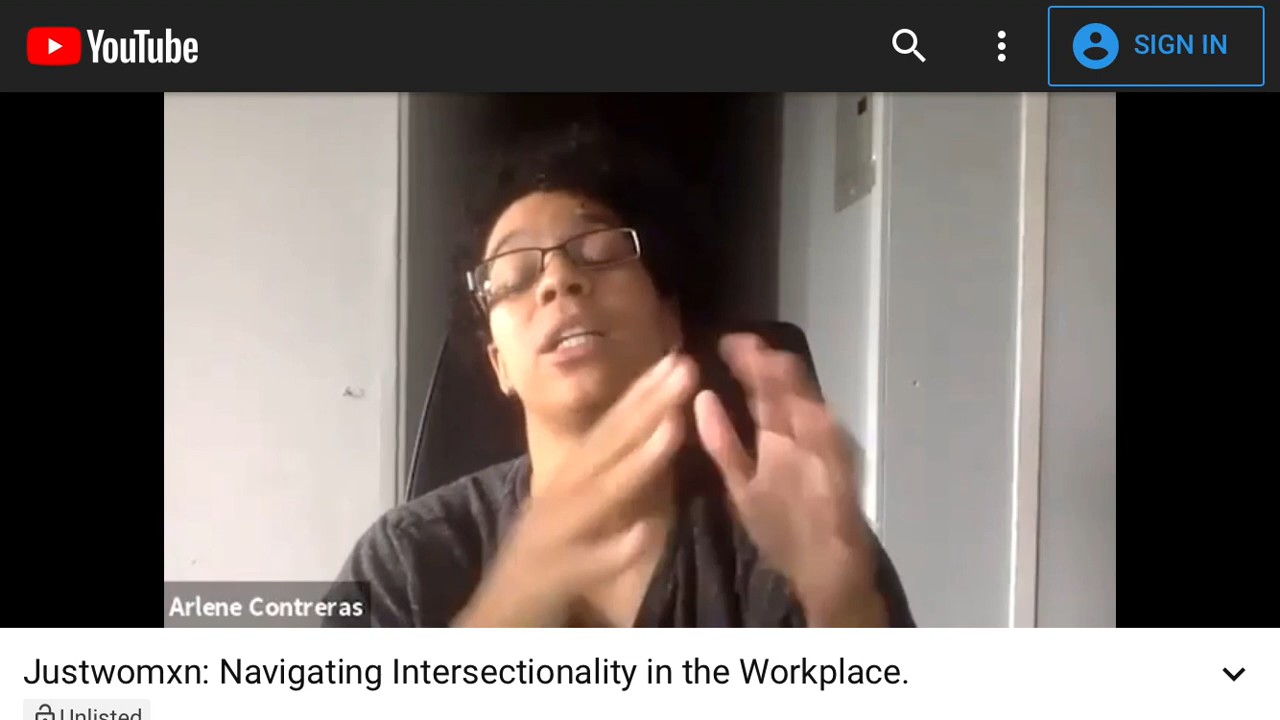 YouTube
SIGN IN
Arlene Contreras
Justwomxn: Navigating Intersectionality in the Workplace.
Unlisted